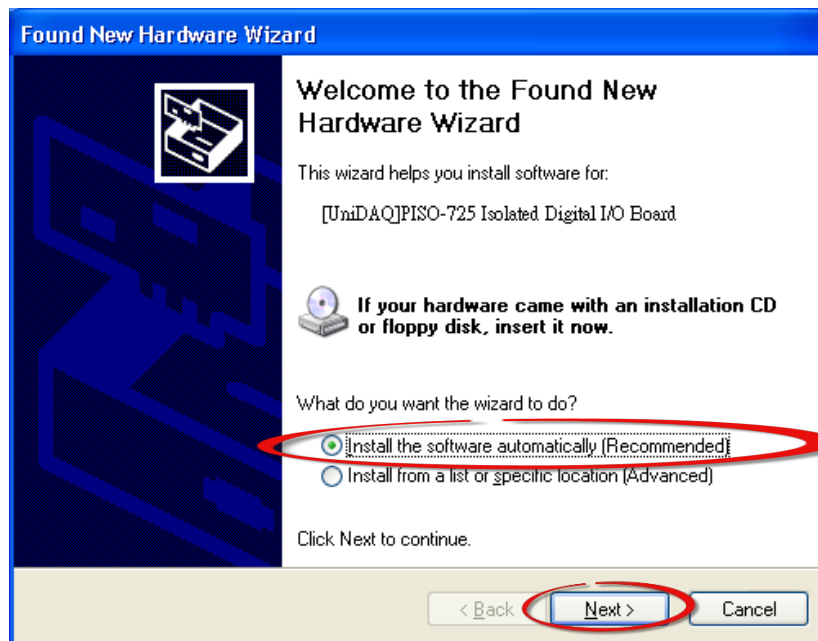 Found New Hardware Wizard
Welcome to the Found New
Hardware Wizard
This wizard helps you install software for:
[UniDAQ]PISO-725 Isolated Digital I/O Board
If your hardware came with an installation CD
or floppy disk, insert it now.
What do you want the wizard to do?
Install the software automatically (Recommended)
Install from a list or specific location (Advanced)
Click Next to continue.
< Back Next > Cancel